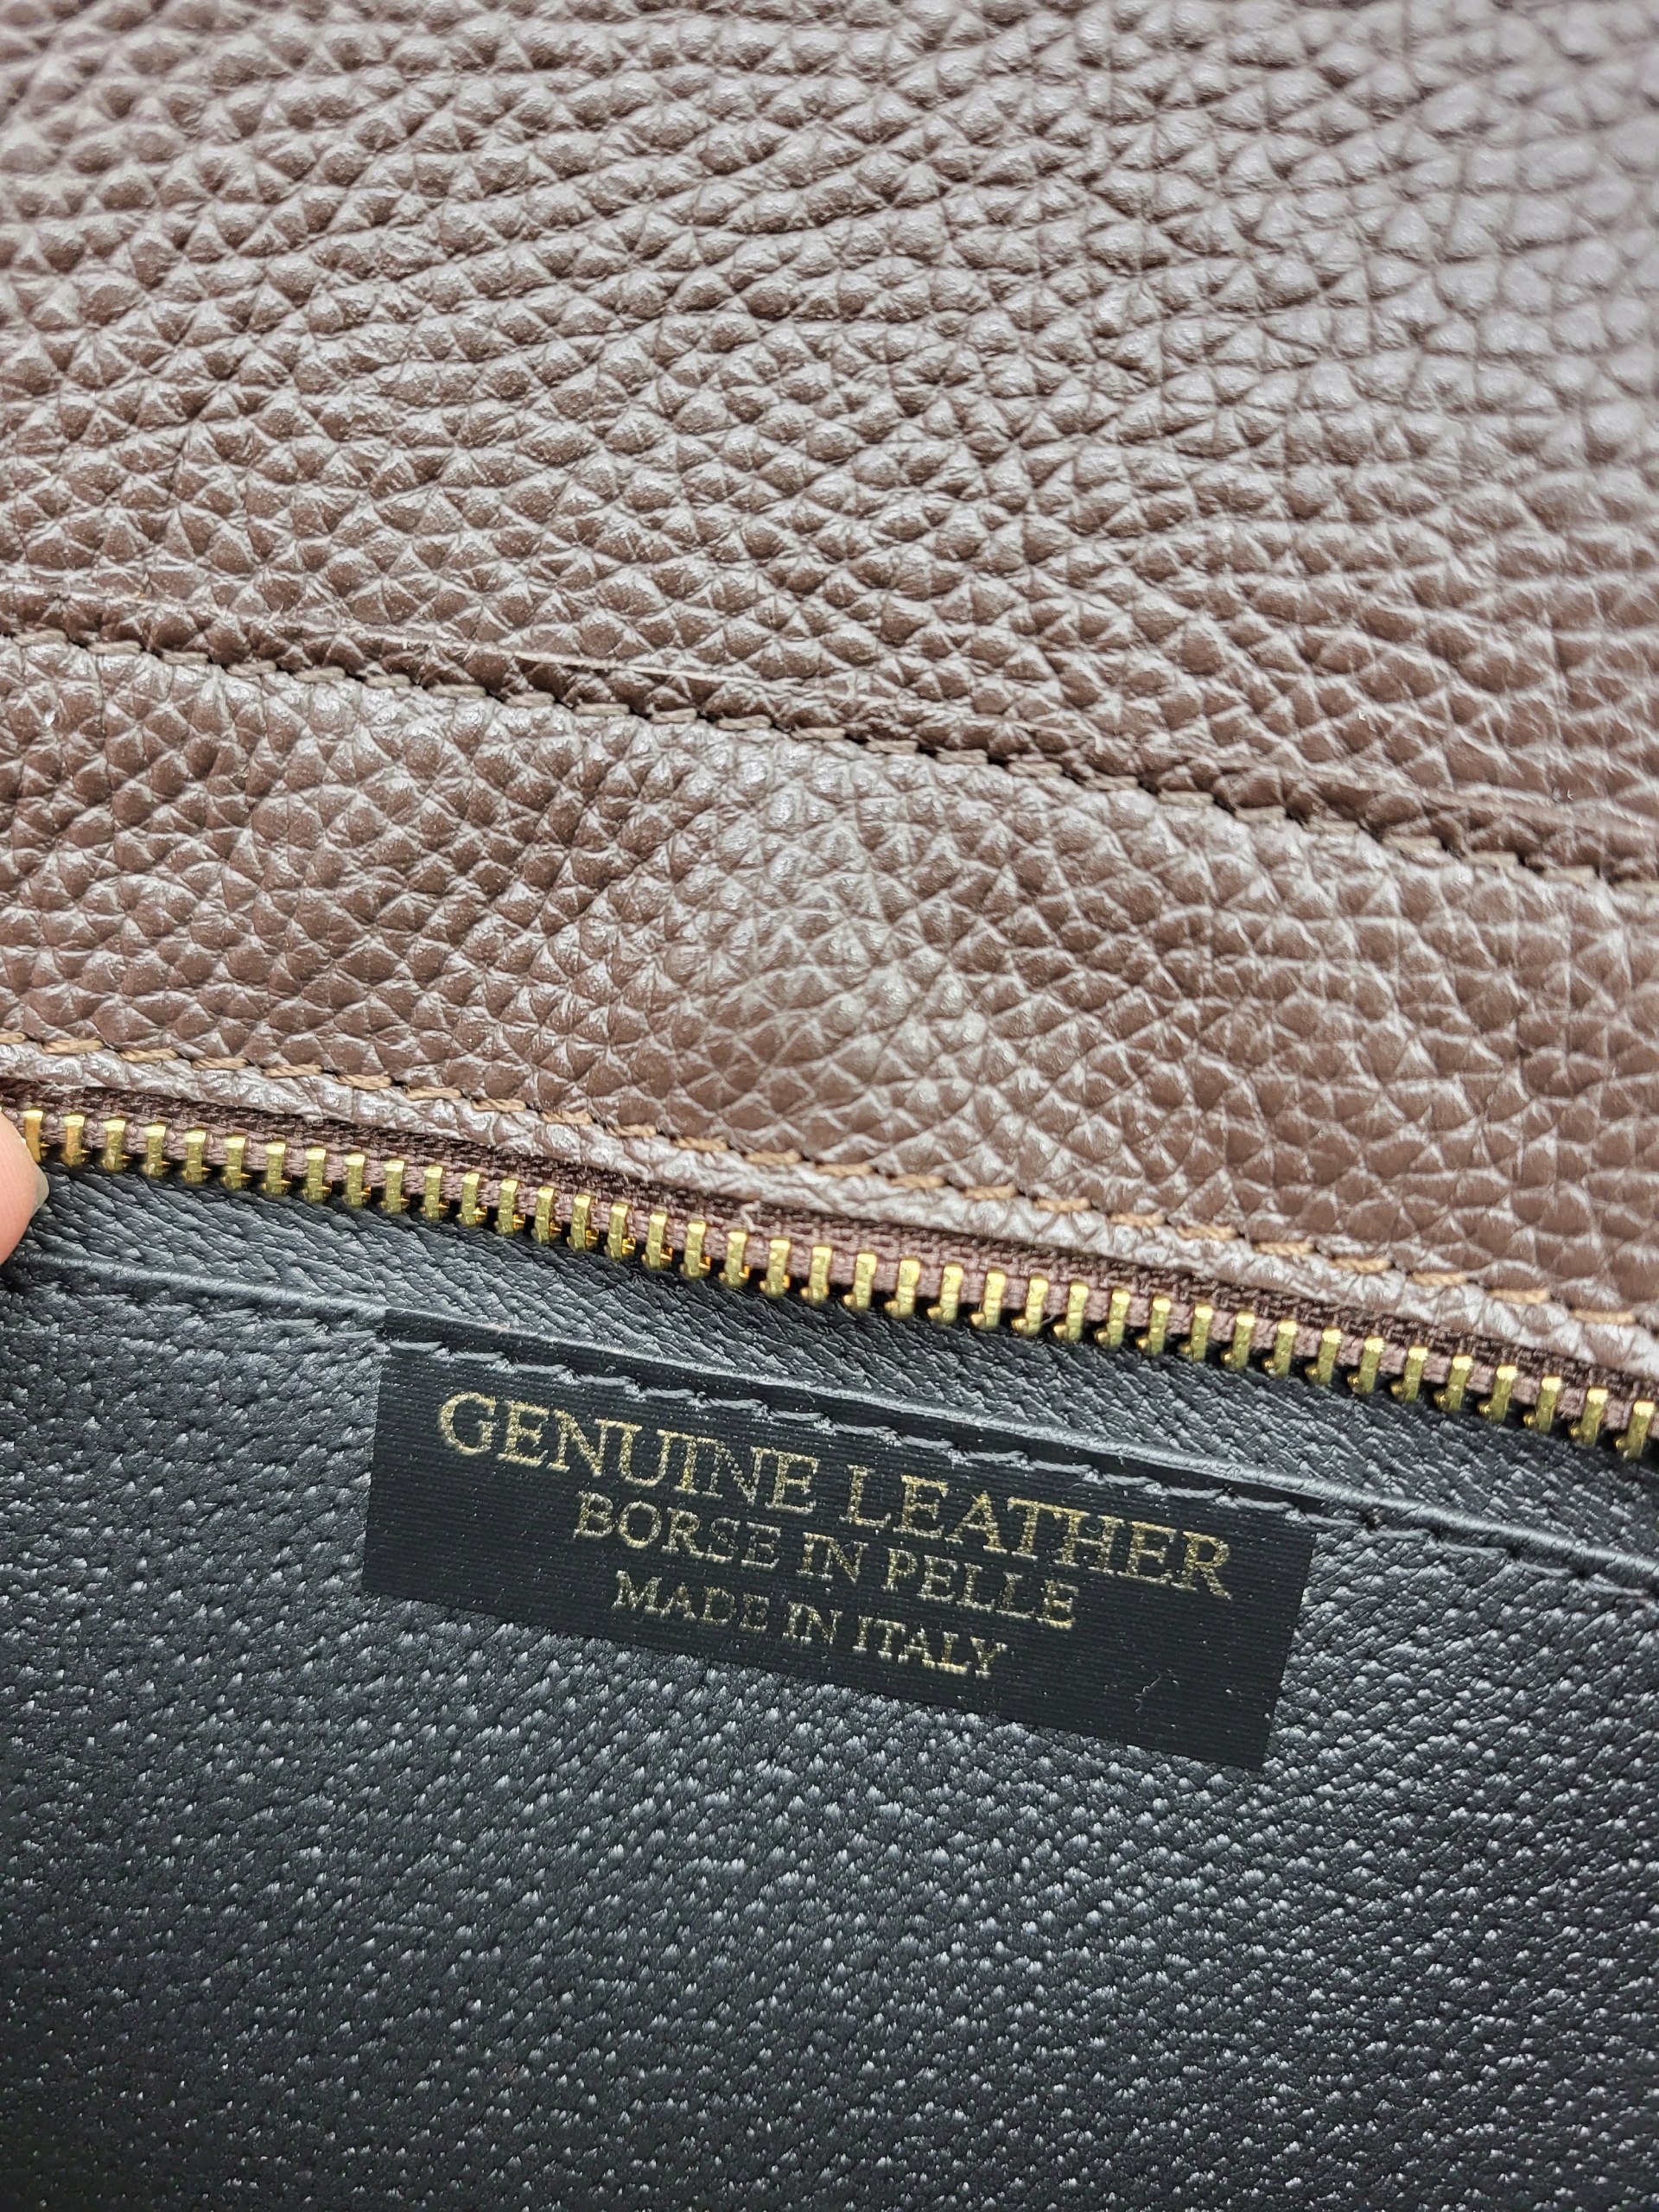 GENUINE LEATHER
BORSE IN PELLE
MADE IN ITALY